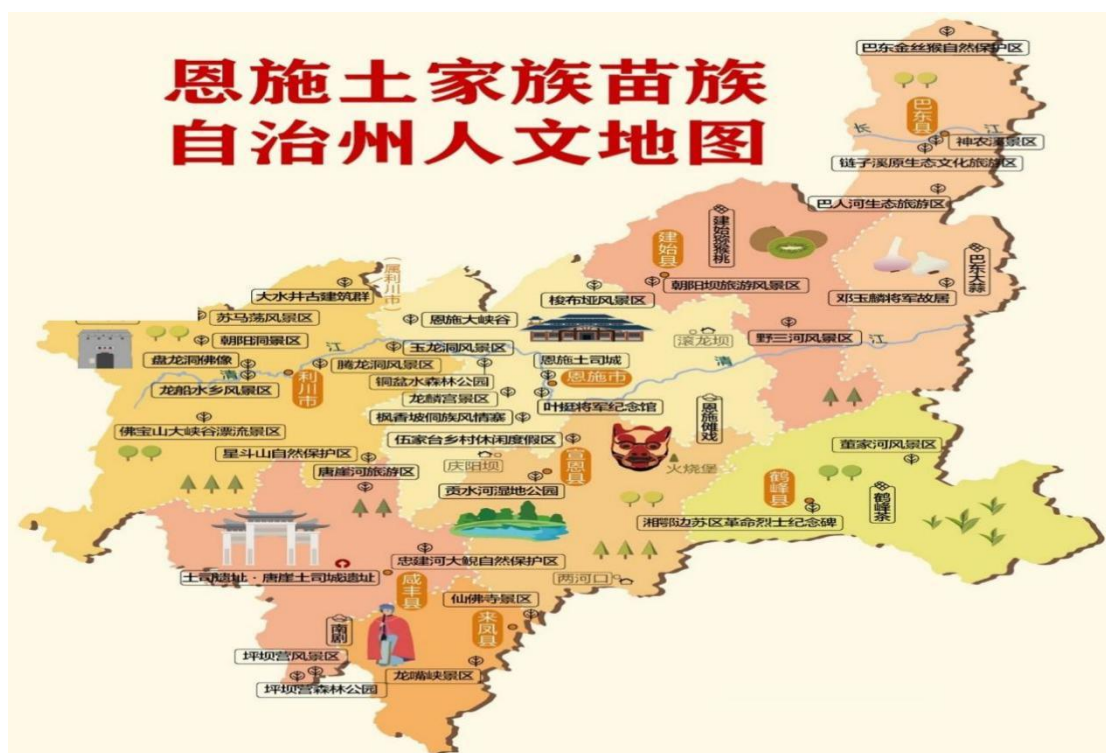 恩施土家族苗族
自治州人文地图
巴东金丝猴自然保护区
巴东县
长
江
神农溪景区
链子溪原生态文化旅游区
巴人河生态旅游区
建始猕猴桃
建始县
巴东大蒜
(属利川市)
朝阳坝旅游风景区
大水井古建筑群
梭布垭风景区
邓玉麟将军故居
苏马荡风景区
恩施大峡谷
滚龙坝
野三河风景区
江
朝阳洞景区
江
玉龙洞风景区
恩施土司城
盘龙洞佛像
腾龙洞风景区
清
清
利川市
铜盆水森林公园
恩施市
龙船水乡风景区
龙麟宫景区
叶挺将军纪念馆
枫香坡侗族风情寨
恩施傩戏
佛宝山大峡谷漂流景区
伍家台乡村休闲度假区
董家河风景区
星斗山自然保护区
庆阳坝
宣恩县
火烧堡
唐崖河旅游区
鹤峰县
贡水河湿地公园
鹤峰茶
湘鄂边苏区革命烈士纪念碑
忠建河大鲵自然保护区
土司遗址·唐崖土司城遗址
两河口
咸丰县
仙佛寺景区
南剧
来凤县
坪坝营风景区
龙嘴峡景区
坪坝营森林公园